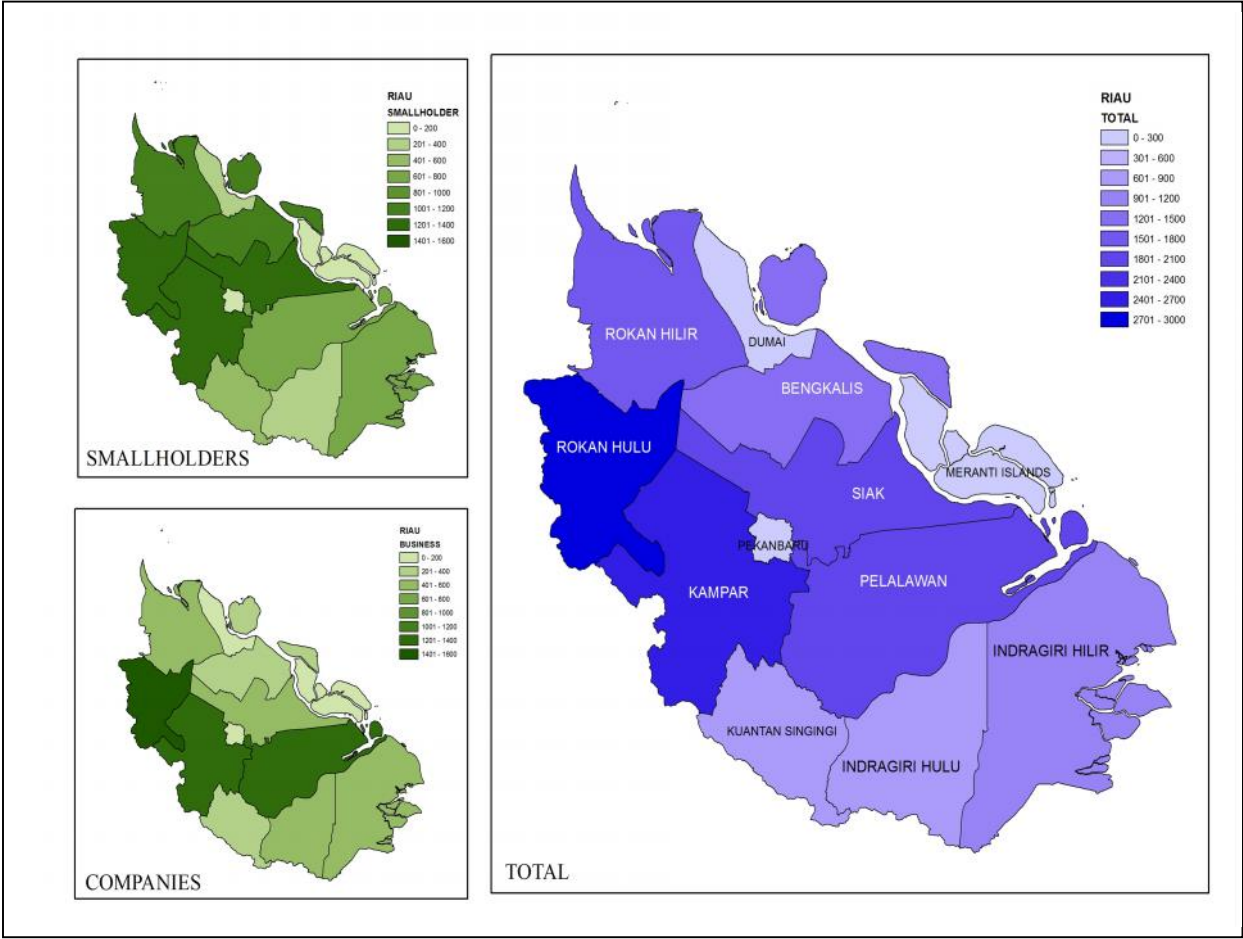 RIAU
SMALLHOLDER
0 - 200
201 - 400
401 - 600
601 - 800
801 - 1000
1001 - 1200
1201 - 1400
1401 - 1600
SMALLHOLDERS
RIAU
BUSINESS
0 - 200
201 - 400
401 - 600
601 - 800
801 - 1000
1001 - 1200
1201 - 1400
1401 - 1600
COMPANIES
RIAU
TOTAL
0 - 300
301 - 600
601 - 900
901 - 1200
1201 - 1500
1501 - 1800
1801 - 2100
2101 - 2400
2401 - 2700
2701 - 3000
ROKAN HILIR
DUMAI
BENGKALIS
ROKAN HULU
MERANTI ISLANDS
SIAK
PEKANBARU
PELALAWAN
KAMPAR
INDRAGIRI HILIR
KUANTAN SINGINGI
INDRAGIRI HULU
TOTAL